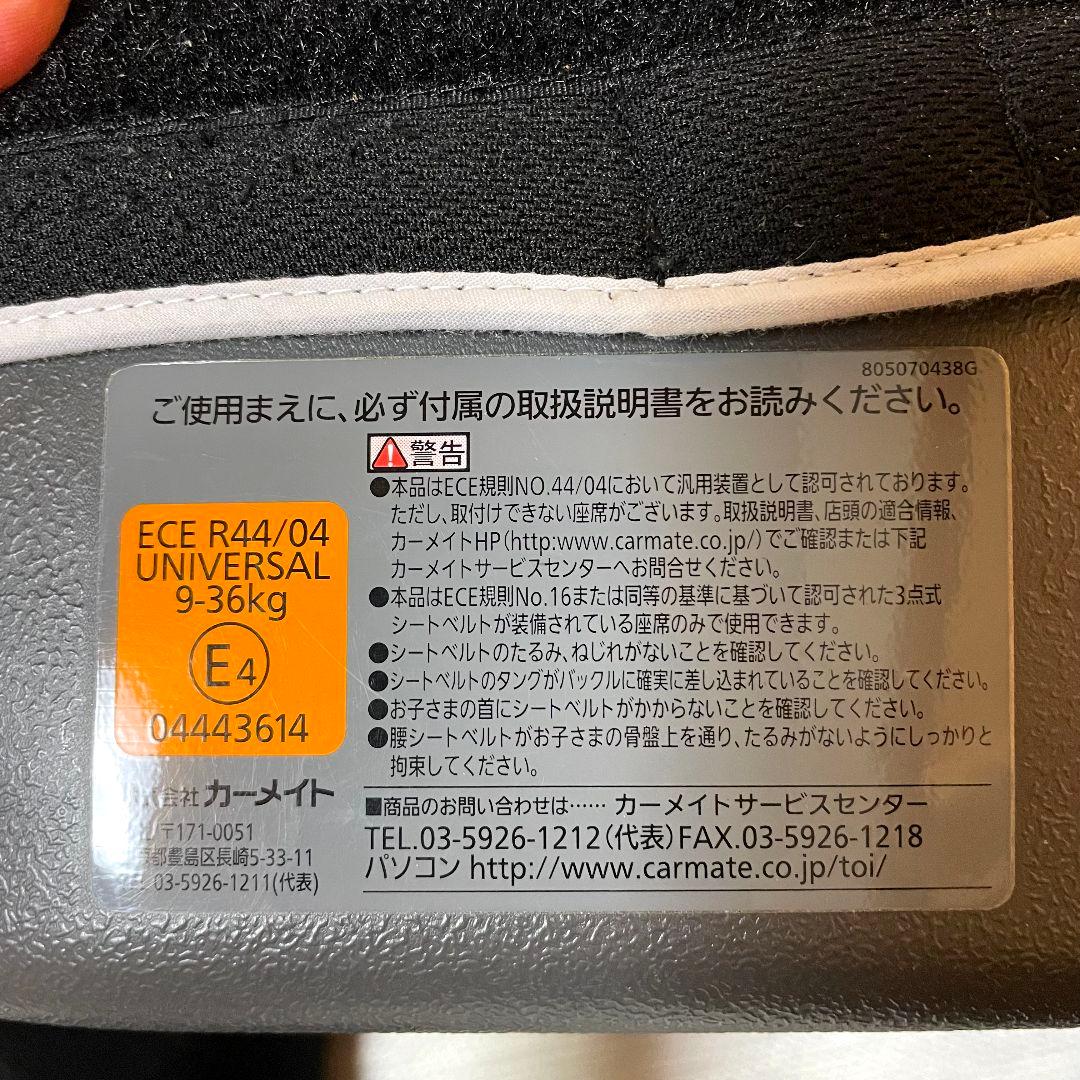 805070438G
ご使用まえに、必ず付属の取扱説明書をお読みください。
警告
●本品はECE規則NO.44/04において汎用装置として認可されております。
ただし、取付けできない座席がございます。取扱説明書、店頭の適合情報、
カーメイトHP(http:www.carmate.co.jp/)でご確認または下記
カーメイトサービスセンターへお問合せください。
●本品はECE規則No.16または同等の基準に基づいて認可された3点式
シートベルトが装備されている座席のみで使用できます。
●シートベルトのたるみ、ねじれがないことを確認してください。
●シートベルトのタングがバックルに確実に差し込まれていることを確認してください。
●お子さまの首にシートベルトがかからないことを確認してください。
●腰シートベルトがお子さまの骨盤上を通り、たるみがないようにしっかりと
拘束してください。
ECE R44/04
UNIVERSAL
9-36kg
E4
04443614
会社 カーメイト
〒171-0051
都豊島区長崎5-33-11
TEL 03-5926-1211(代表)
■商品のお問い合わせは…… カーメイトサービスセンター
TEL.03-5926-1212(代表)FAX.03-5926-1218
パソコン http://www.carmate.co.jp/toi/